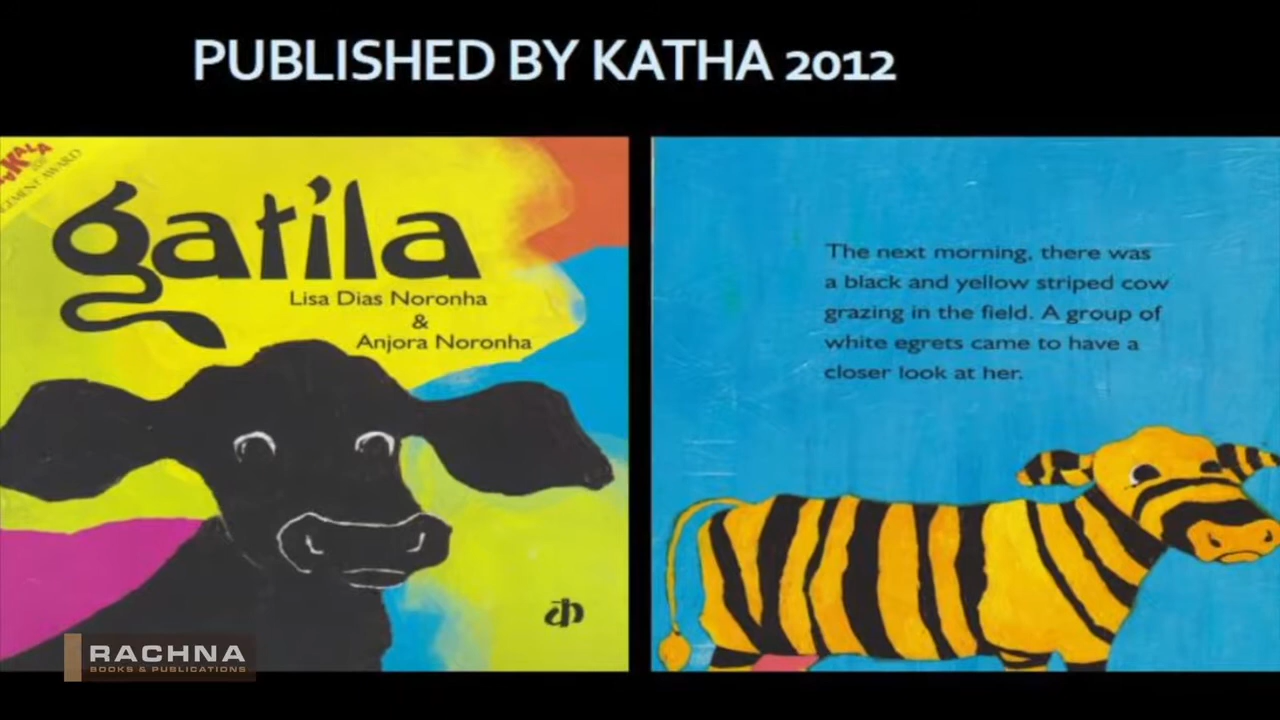 PUBLISHED BY KATHA 2012
gatila
Lisa Dias Noronha
&
Anjora Noronha
The next morning, there was
a black and yellow striped cow
grazing in the field. A group of
white egrets came to have a
closer look at her.
RACHNA
BOOKS & PUBLICATIONS